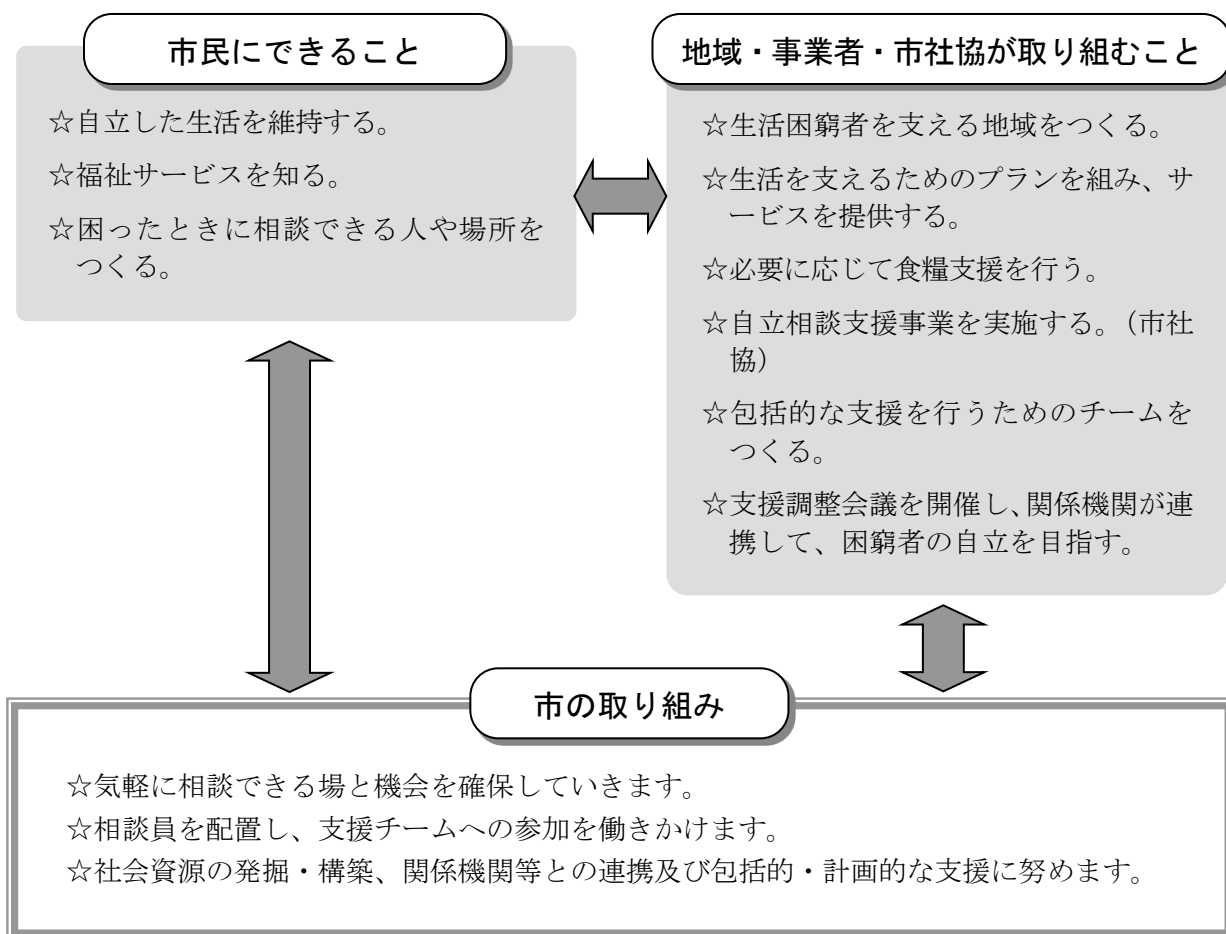 市民にできること
☆自立した生活を維持する。
☆福祉サービスを知る。
☆困ったときに相談できる人や場所を
つくる。
地域・事業者・市社協が取り組むこと
☆生活困窮者を支える地域をつくる。
☆生活を支えるためのプランを組み、サ
ービスを提供する。
☆必要に応じて食糧支援を行う。
☆自立相談支援事業を実施する。（市社
協）
☆包括的な支援を行うためのチームを
つくる。
☆支援調整会議を開催し、関係機関が連
携して、困窮者の自立を目指す。
市の取り組み
☆気軽に相談できる場と機会を確保していきます。
☆相談員を配置し、支援チームへの参加を働きかけます。
☆社会資源の発掘・構築、関係機関等との連携及び包括的・計画的な支援に努めます。